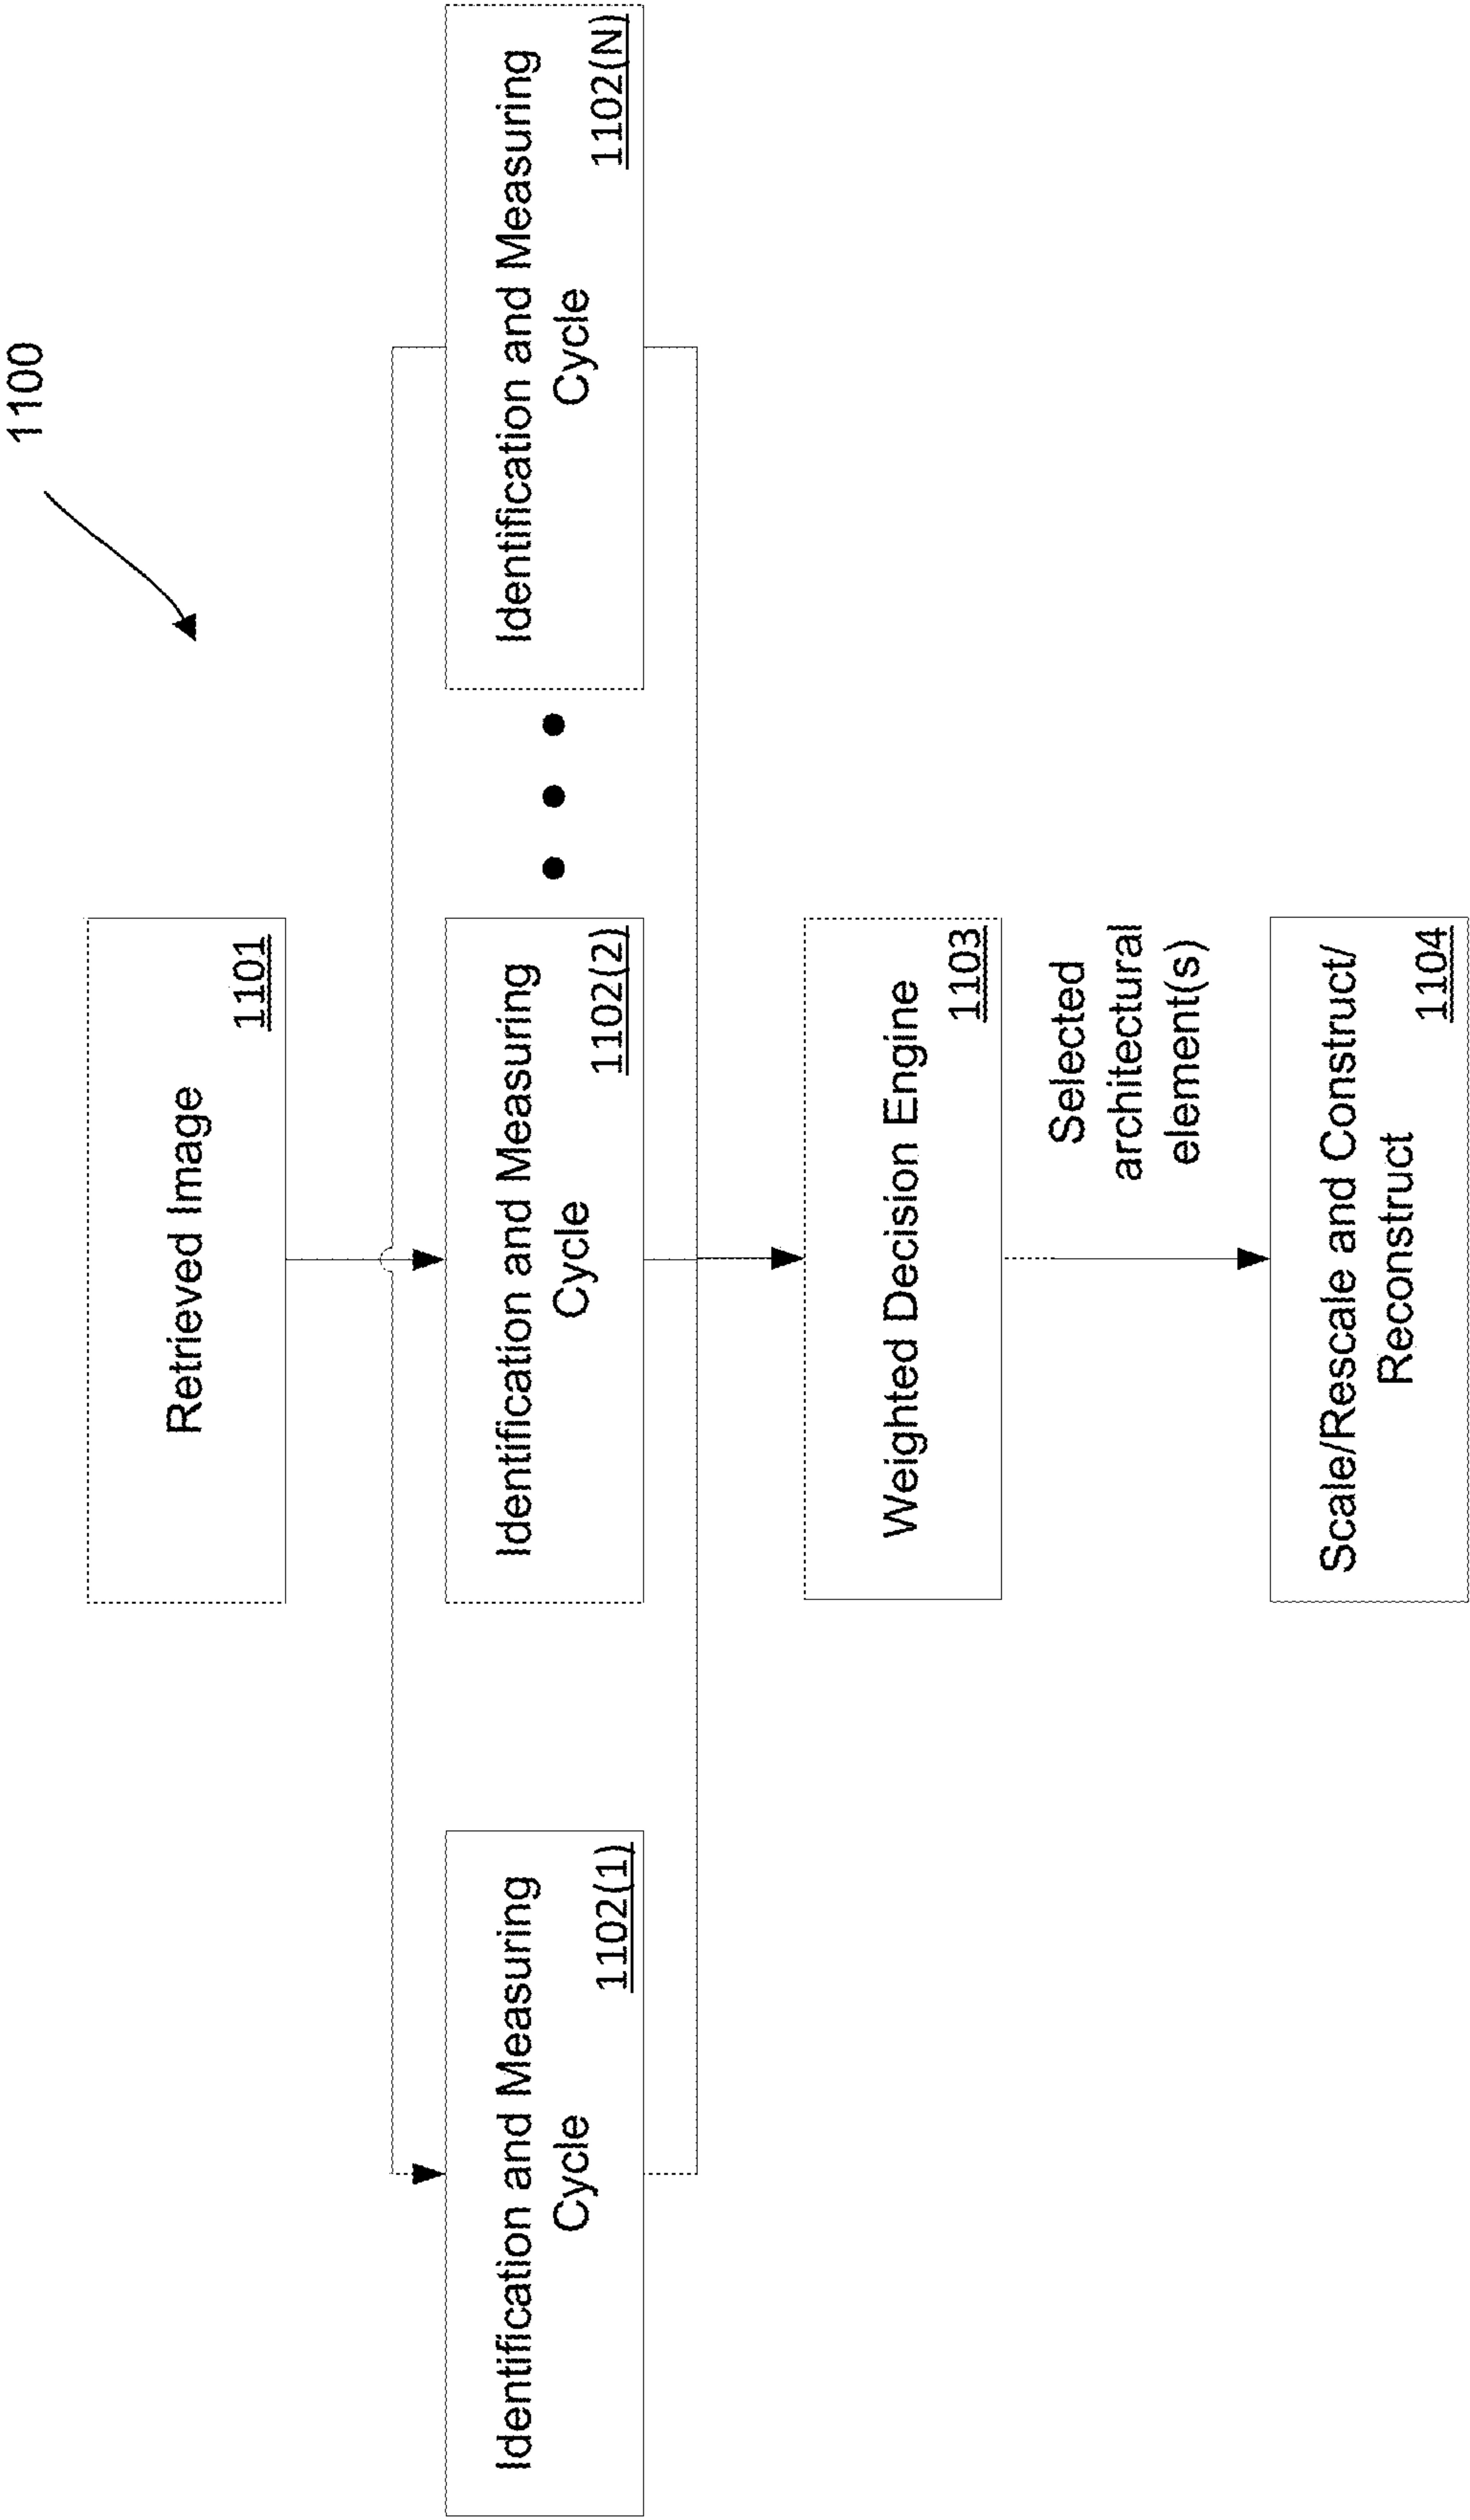 1100
Retrieved Image
1101
Identification and Measuring
Cycle
1102(1)
Identification and Measuring
Cycle
1102(2)
Identification and Measuring
Cycle
1102(N)
Weighted Decision Engine
1103
Selected
architectural
element(s)
Scale/Rescale and Construct/
Reconstruct
1104